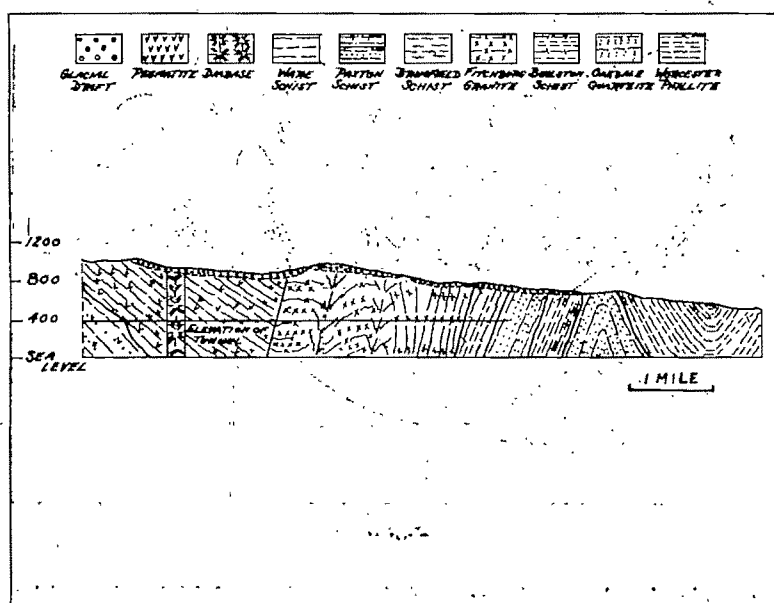 GLACIAL DRIFT
PEGMATITE
DIABASE
WARE SCHIST
PAXTON SCHIST
BRIMFIELD SCHIST
FITCHBURG GRANITE
BOYLSTON SCHIST
OAKDALE QUARTZITE
WORCESTER PHYLLITE
1200
800
400
SEA LEVEL
ELEVATION OF TUNNEL
1 MILE